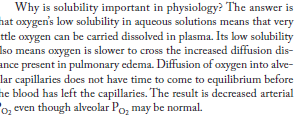 Why is solubility important in physiology? The answer is
hat oxygen's low solubility in aqueous solutions means that very
ttle oxygen can be carried dissolved in plasma. Its low solubility
lso means oxygen is slower to cross the increased diffusion dis-
ance present in pulmonary edema. Diffusion of oxygen into alve-
lar capillaries does not have time to come to equilibrium before
he blood has left the capillaries. The result is decreased arterial
PO2 even though alveolar PO2 may be normal.